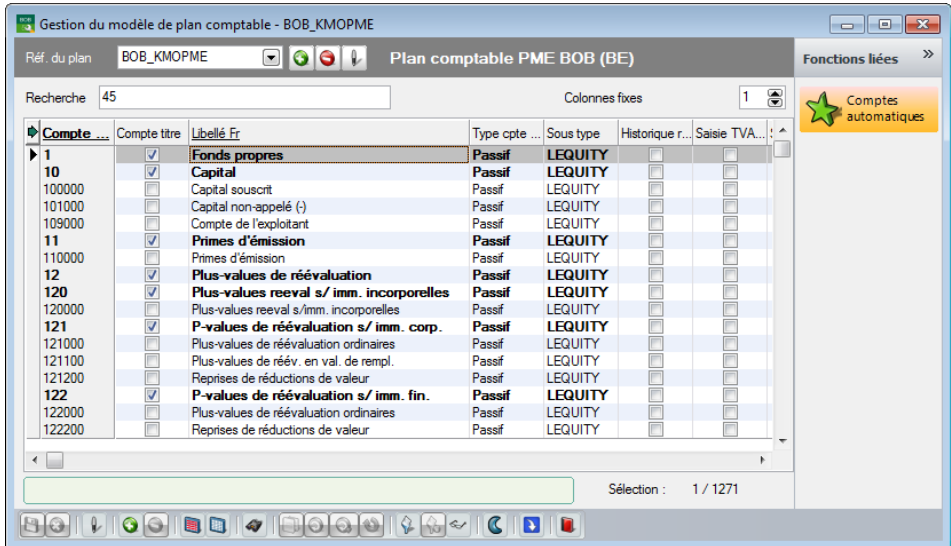 Gestion du modèle de plan comptable - BOB_KMOPME
Réf. du plan BOB_KMOPME Plan comptable PME BOB (BE)
Fonctions liées »
Recherche 45 Colonnes fixes 1
Comptes automatiques
Compte ... Compte titre Libellé Fr Type cpte ... Sous type Historique r... Saisie TVA...
1 Fonds propres Passif LEQUITY
10 Capital Passif LEQUITY
100000 Capital souscrit Passif LEQUITY
101000 Capital non-appelé (-) Passif LEQUITY
109000 Compte de l'exploitant Passif LEQUITY
11 Primes d'émission Passif LEQUITY
110000 Primes d'émission Passif LEQUITY
12 Plus-values de réévaluation Passif LEQUITY
120 Plus-values reeval s/ imm. incorporelles Passif LEQUITY
120000 Plus-values reeval s/imm. incorporelles Passif LEQUITY
121 P-values de réévaluation s/ imm. corp. Passif LEQUITY
121000 Plus-values de réévaluation ordinaires Passif LEQUITY
121100 Plus-values de réév. en val. de rempl. Passif LEQUITY
121200 Reprises de réductions de valeur Passif LEQUITY
122 P-values de réévaluation s/ imm. fin. Passif LEQUITY
122000 Plus-values de réévaluation ordinaires Passif LEQUITY
122200 Reprises de réductions de valeur Passif LEQUITY
Sélection : 1 / 1271